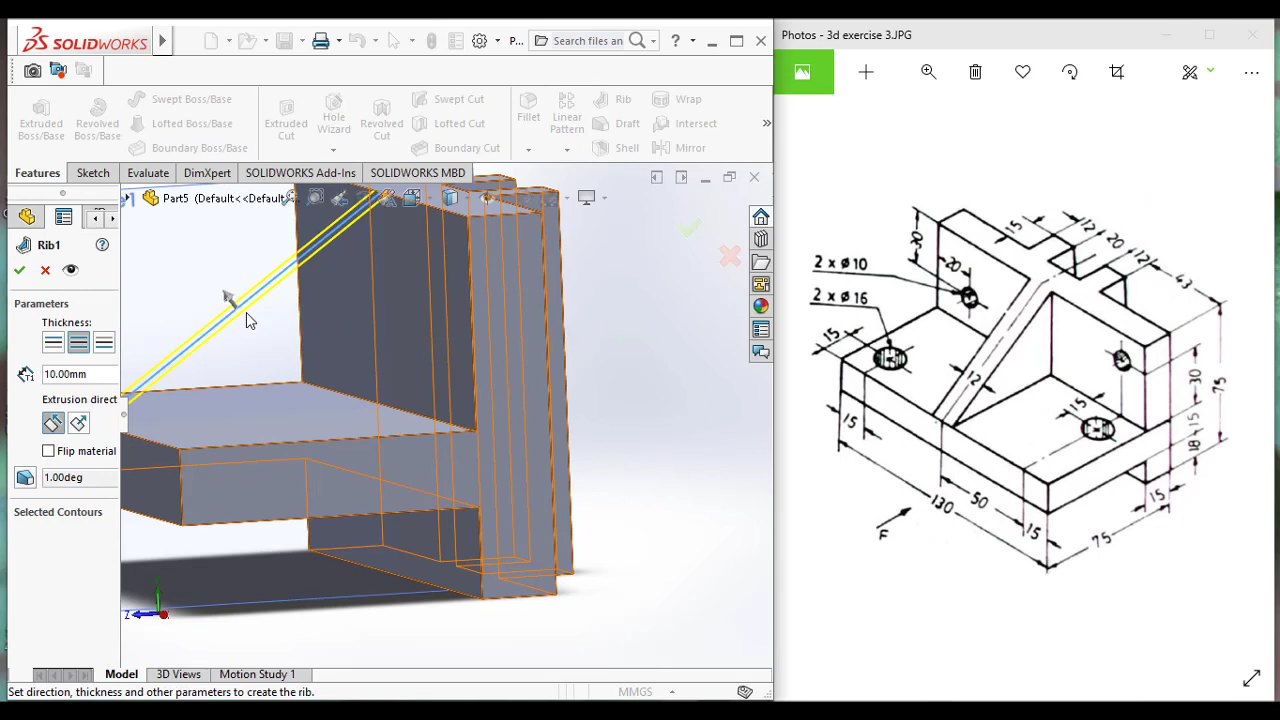 SOLIDWORKS
P...
Search files an
?
Extruded Boss/Base
Revolved Boss/Base
Swept Boss/Base
Lofted Boss/Base
Boundary Boss/Base
Extruded Cut
Hole Wizard
Revolved Cut
Swept Cut
Lofted Cut
Boundary Cut
Fillet
Linear Pattern
Rib
Draft
Shell
Wrap
Intersect
Mirror
Features
Sketch
Evaluate
DimXpert
SOLIDWORKS Add-Ins
SOLIDWORKS MBD
Part5 (Default<<Default
Rib1
Parameters
Thickness:
T1
10.00mm
Extrusion direct
Flip material
1.00deg
Selected Contours
Y
Z
Model
3D Views
Motion Study 1
Set direction, thickness and other parameters to create the rib.
MMGS
Photos - 3d exercise 3.JPG
15
12
20
12
43
20
2 x ø 10
2 x ø 16
15
12
15
30
75
15
18
15
130
50
15
15
75
F